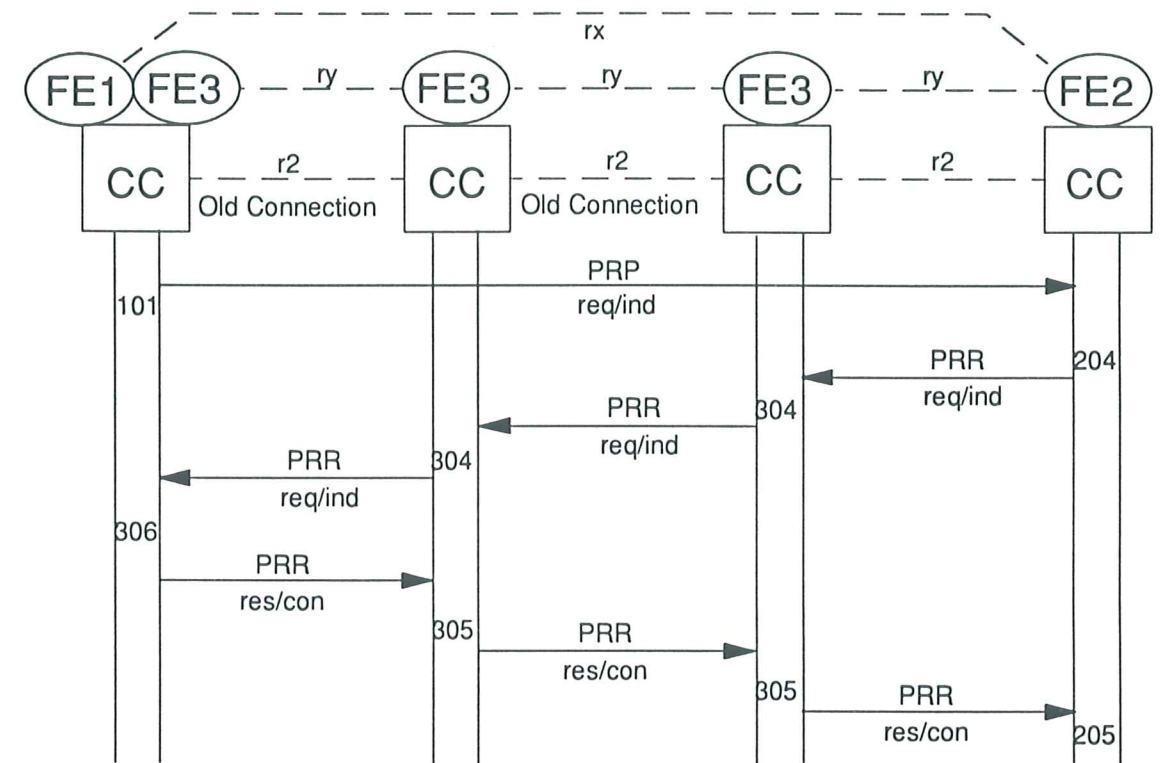 rx
FE1 FE3 ry FE3 ry FE3 ry FE2
CC r2 CC r2 CC r2 CC
Old Connection Old Connection
PRP
101 req/ind
PRR 204
req/ind
PRR 304
req/ind
PRR 304
req/ind
306
PRR
res/con
305 PRR
res/con
305 PRR
res/con 205